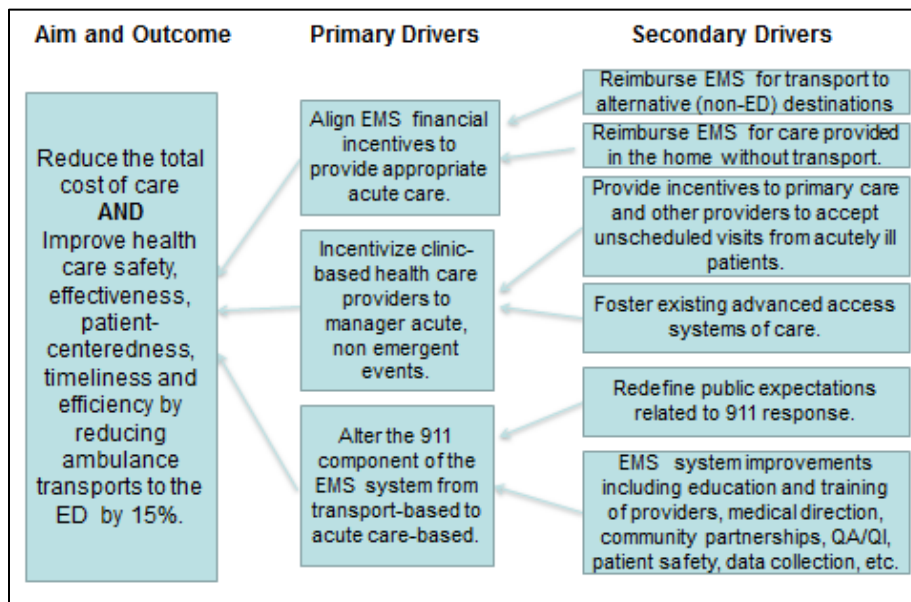 Aim and Outcome
Primary Drivers
Secondary Drivers
Reduce the total
cost of care
AND
Improve health
care safety,
effectiveness,
patient-
centeredness,
timeliness and
efficiency by
reducing
ambulance
transports to the
ED by 15%.
Align EMS financial
incentives to
provide appropriate
acute care.
Incentivize clinic-
based health care
providers to
manager acute,
non emergent
events.
Alter the 911
component of the
EMS system from
transport-based to
acute care-based.
Reimburse EMS for transport to
alternative (non-ED) destinations
Reimburse EMS for care provided
in the home without transport.
Provide incentives to primary care
and other providers to accept
unscheduled visits from acutely ill
patients.
Foster existing advanced access
systems of care.
Redefine public expectations
related to 911 response.
EMS system improvements
including education and training
of providers, medical direction,
community partnerships, QA/QI,
patient safety, data collection, etc.